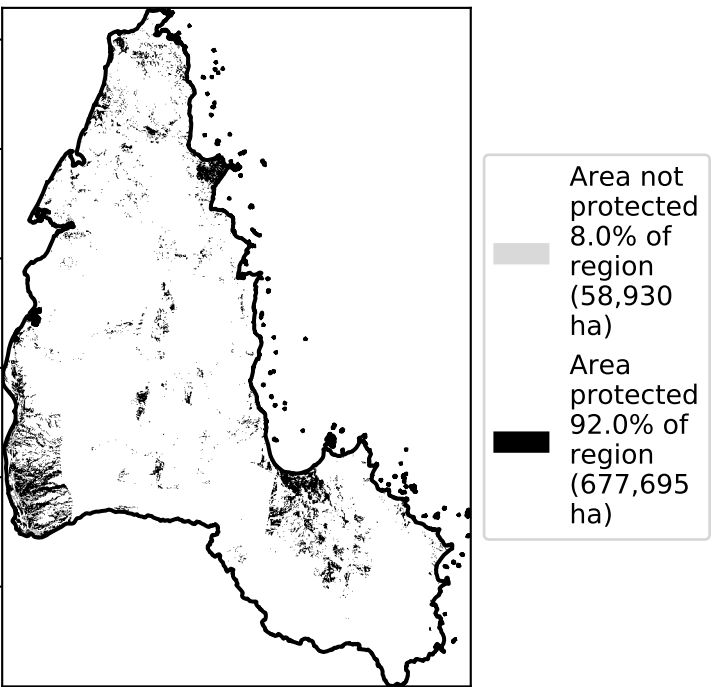 Area not
protected
8.0% of
region
(58,930
ha)
Area
protected
92.0% of
region
(677,695
ha)